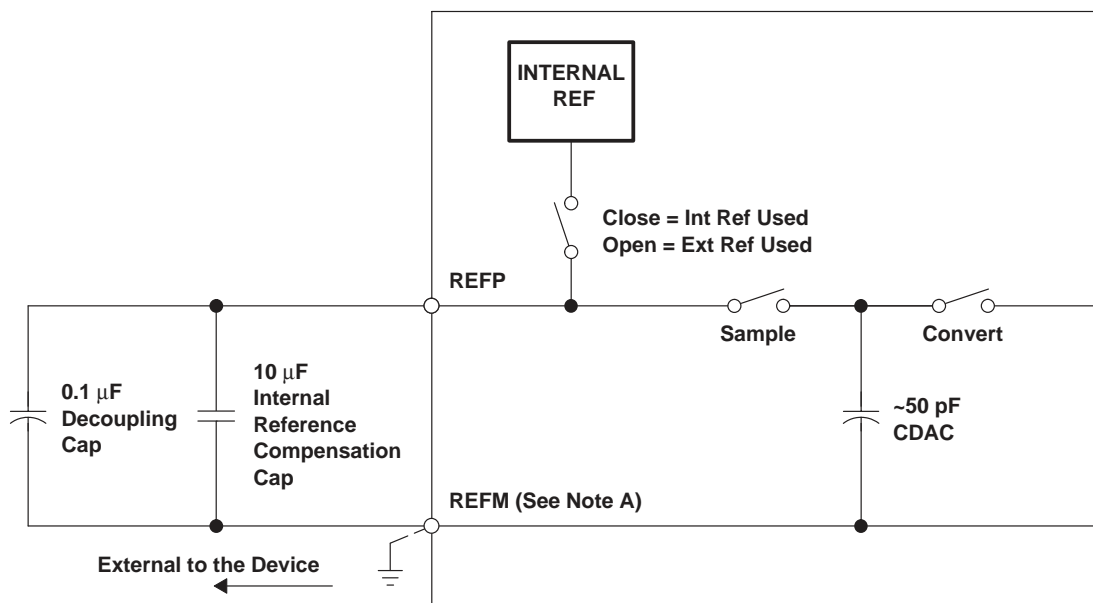 INTERNAL
REF
Close = Int Ref Used
Open = Ext Ref Used
REFP
Sample
Convert
0.1 μF
Decoupling
Cap
10 μF
Internal
Reference
Compensation
Cap
~50 pF
CDAC
REFM (See Note A)
External to the Device